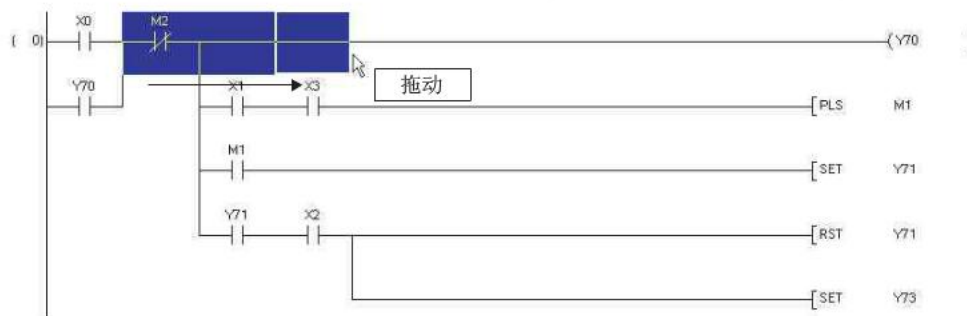 X0 M2
( 0) ( Y70
拖动
Y70 X1 X3
[ PLS M1
M1
[ SET Y71
Y71 X2
[ RST Y71
[ SET Y73